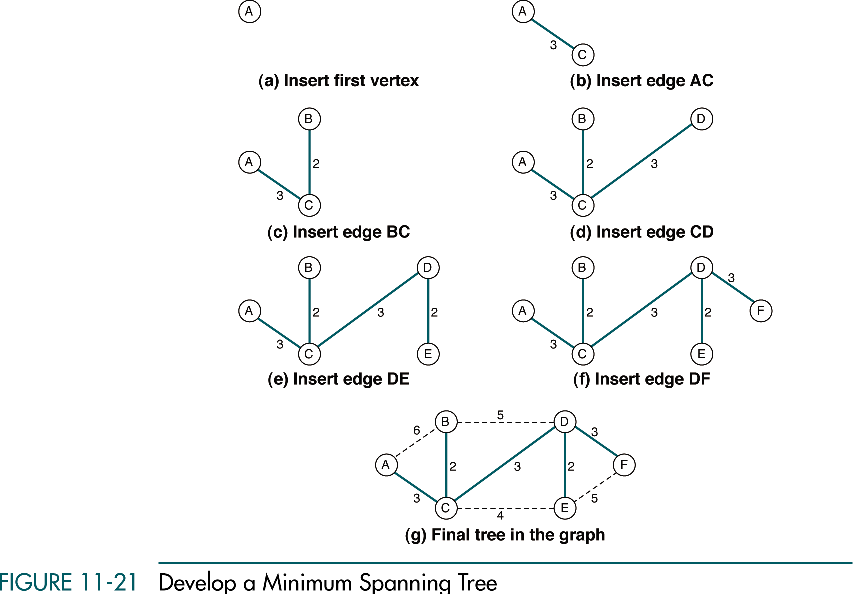 A
(a) Insert first vertex
A
3
C
(b) Insert edge AC
B
A
2
3
C
(c) Insert edge BC
B
D
A
2
3
3
C
(d) Insert edge CD
B
D
A
2
3
2
3
C
E
(e) Insert edge DE
B
D
3
A
2
3
2
F
3
C
E
(f) Insert edge DF
B
5
D
6
3
A
2
3
2
F
3
5
C
4
E
(g) Final tree in the graph
FIGURE 11-21 Develop a Minimum Spanning Tree